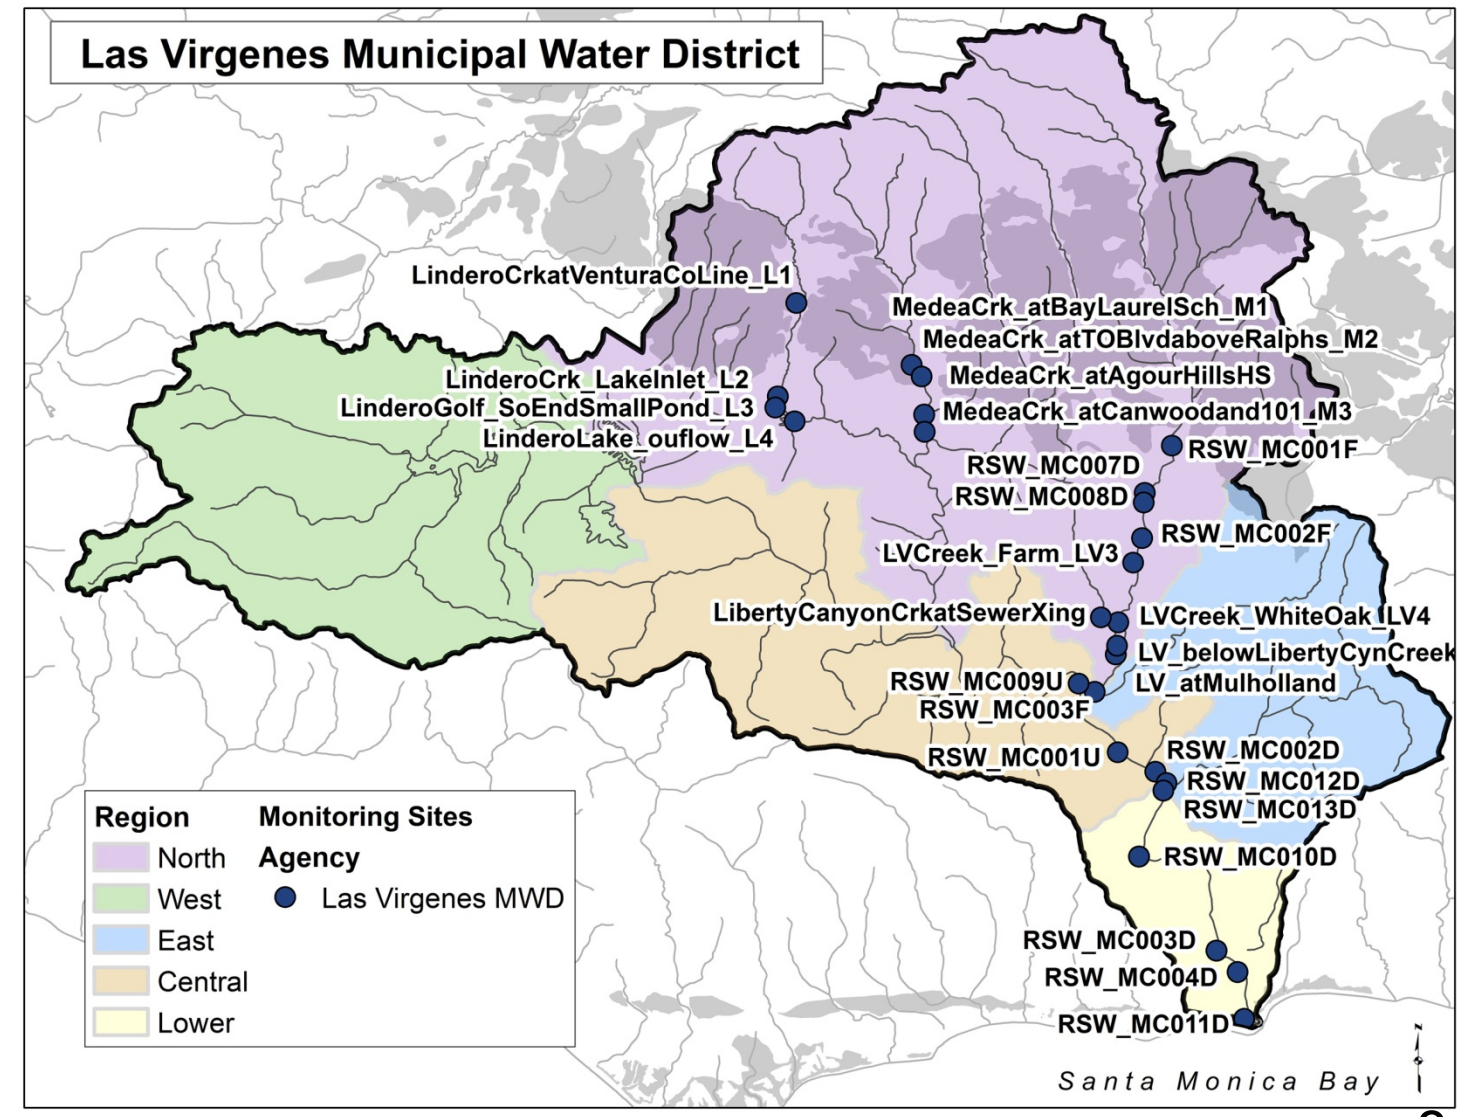 Las Virgenes Municipal Water District
LinderoCrkatVenturaCoLine_L1
MedeaCrk_atBayLaurelSch_M1
MedeaCrk_atTOBlvdaboveRalphs_M2
MedeaCrk_atAgourHillsHS
LinderoCrk_LakeInlet_L2
LinderoGolf_SoEndSmallPond_L3
MedeaCrk_atCanwoodand101_M3
LinderoLake_ouflow_L4
RSW_MC001F
RSW_MC007D
RSW_MC008D
RSW_MC002F
LVCreek_Farm_LV3
LibertyCanyonCrkatSewerXing
LVCreek_WhiteOak_LV4
LV_belowLibertyCynCreek
RSW_MC009U
LV_atMulholland
RSW_MC003F
RSW_MC001U
RSW_MC002D
RSW_MC012D
RSW_MC013D
RSW_MC010D
RSW_MC003D
RSW_MC004D
RSW_MC011D
Region
North
West
East
Central
Lower
Monitoring Sites
Agency
Las Virgenes MWD
Santa Monica Bay
N